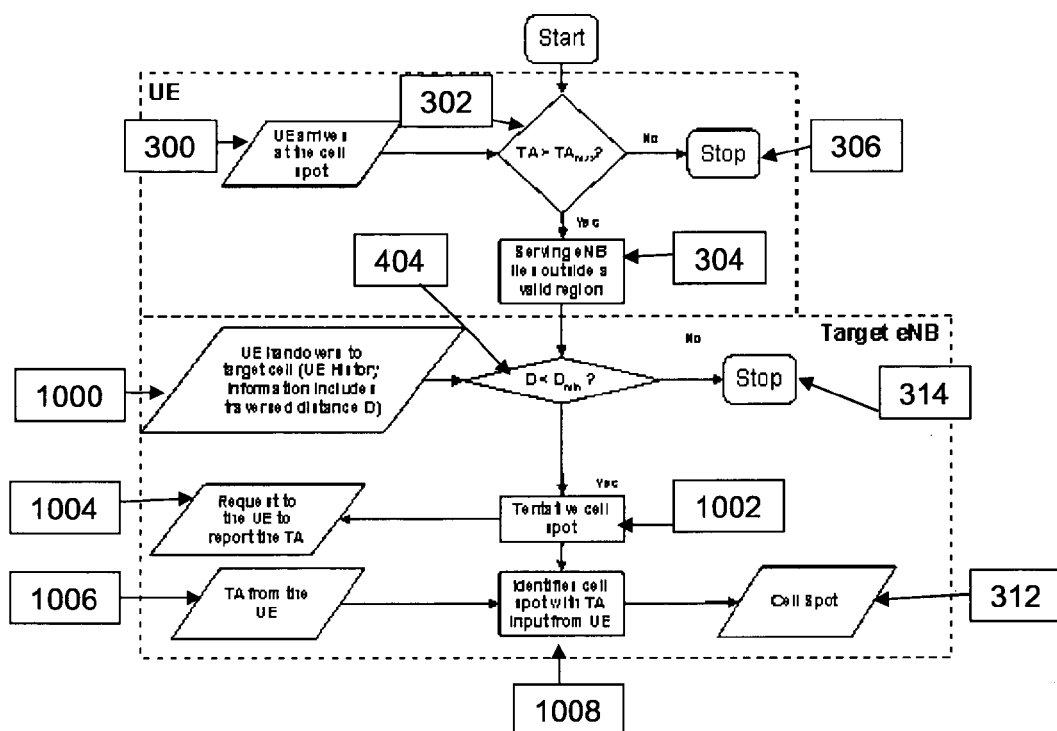 Start
UE
302
300
UE arrives
at the cell
spot
TA >
No
Stop
306
Yes
404
Serving eNB
lies outside a
valid region
304
Target eNB
No
1000
UE handovers to
target cell (UE History
Information includes
traversed distance D)
D < Dmin ?
Stop
314
Yes
1004
Request to
the UE to
report the TA
Tentative cell
spot
1002
1006
TA from the
UE
Identifies cell
spot with TA
input from UE
Cell Spot
312
1008